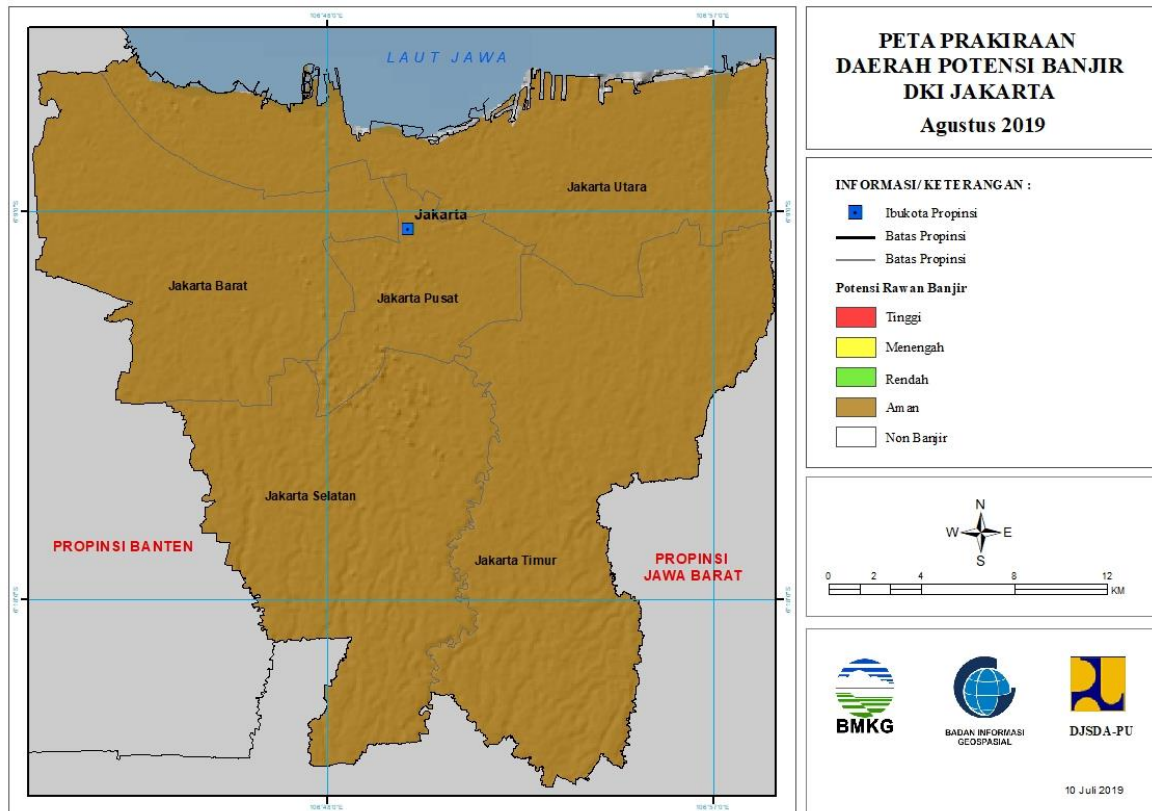 PETA PRAKIRAAN
DAERAH POTENSI BANJIR
DKI JAKARTA
Agustus 2019
INFORMASI/ KETERANGAN :
Ibukota Propinsi
Batas Propinsi
Batas Propinsi
Potensi Rawan Banjir
Tinggi
Menengah
Rendah
Aman
Non Banjir
N
W E
S
0 2 4 8 12
KM
BMKG
BADAN INFORMASI
GEOSPASIAL
DJSDA-PU
10 Juli 2019
LAUT JAWA
Jakarta Utara
Jakarta
Jakarta Barat
Jakarta Pusat
Jakarta Selatan
PROPINSI BANTEN
Jakarta Timur
PROPINSI
JAWA BARAT